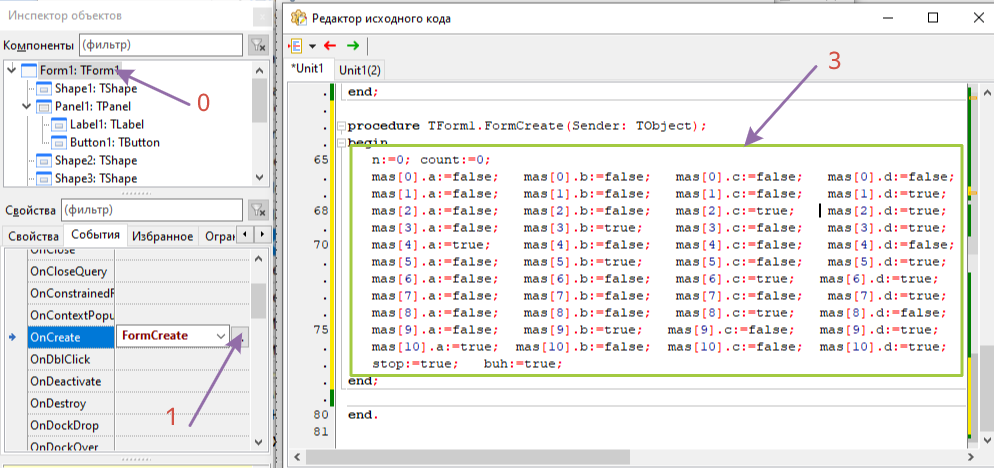 Инспектор объектов
Компоненты (фильтр)
Form1: TForm1
Shape1: TShape
Panel1: TPanel
Label1: TLabel
Button1: TButton
Shape2: TShape
Shape3: TShape
0
Свойства (фильтр)
Свойства События Избранное Огран
OnClose
OnCloseQuery
OnConstrainedR
OnContextPopu
OnCreate FormCreate
OnDblClick
OnDeactivate
OnDestroy
OnDockDrop
OnDockOver
1
Редактор исходного кода
*Unit1 Unit1(2)
3
end;
procedure TForm1.FormCreate(Sender: TObject);
begin
65 n:=0; count:=0;
mas[0].a:=false; mas[0].b:=false; mas[0].c:=false; mas[0].d:=false;
mas[1].a:=false; mas[1].b:=false; mas[1].c:=false; mas[1].d:=true;
68 mas[2].a:=false; mas[2].b:=false; mas[2].c:=true; mas[2].d:=true;
mas[3].a:=false; mas[3].b:=true; mas[3].c:=false; mas[3].d:=true;
70 mas[4].a:=true; mas[4].b:=false; mas[4].c:=false; mas[4].d:=false;
mas[5].a:=false; mas[5].b:=true; mas[5].c:=false; mas[5].d:=true;
mas[6].a:=false; mas[6].b:=false; mas[6].c:=true; mas[6].d:=true;
mas[7].a:=false; mas[7].b:=false; mas[7].c:=false; mas[7].d:=true;
mas[8].a:=false; mas[8].b:=false; mas[8].c:=false; mas[8].d:=false;
75 mas[9].a:=false; mas[9].b:=true; mas[9].c:=false; mas[9].d:=true;
mas[10].a:=true; mas[10].b:=false; mas[10].c:=false; mas[10].d:=true;
stop:=true; buh:=true;
end;
80 end.
81